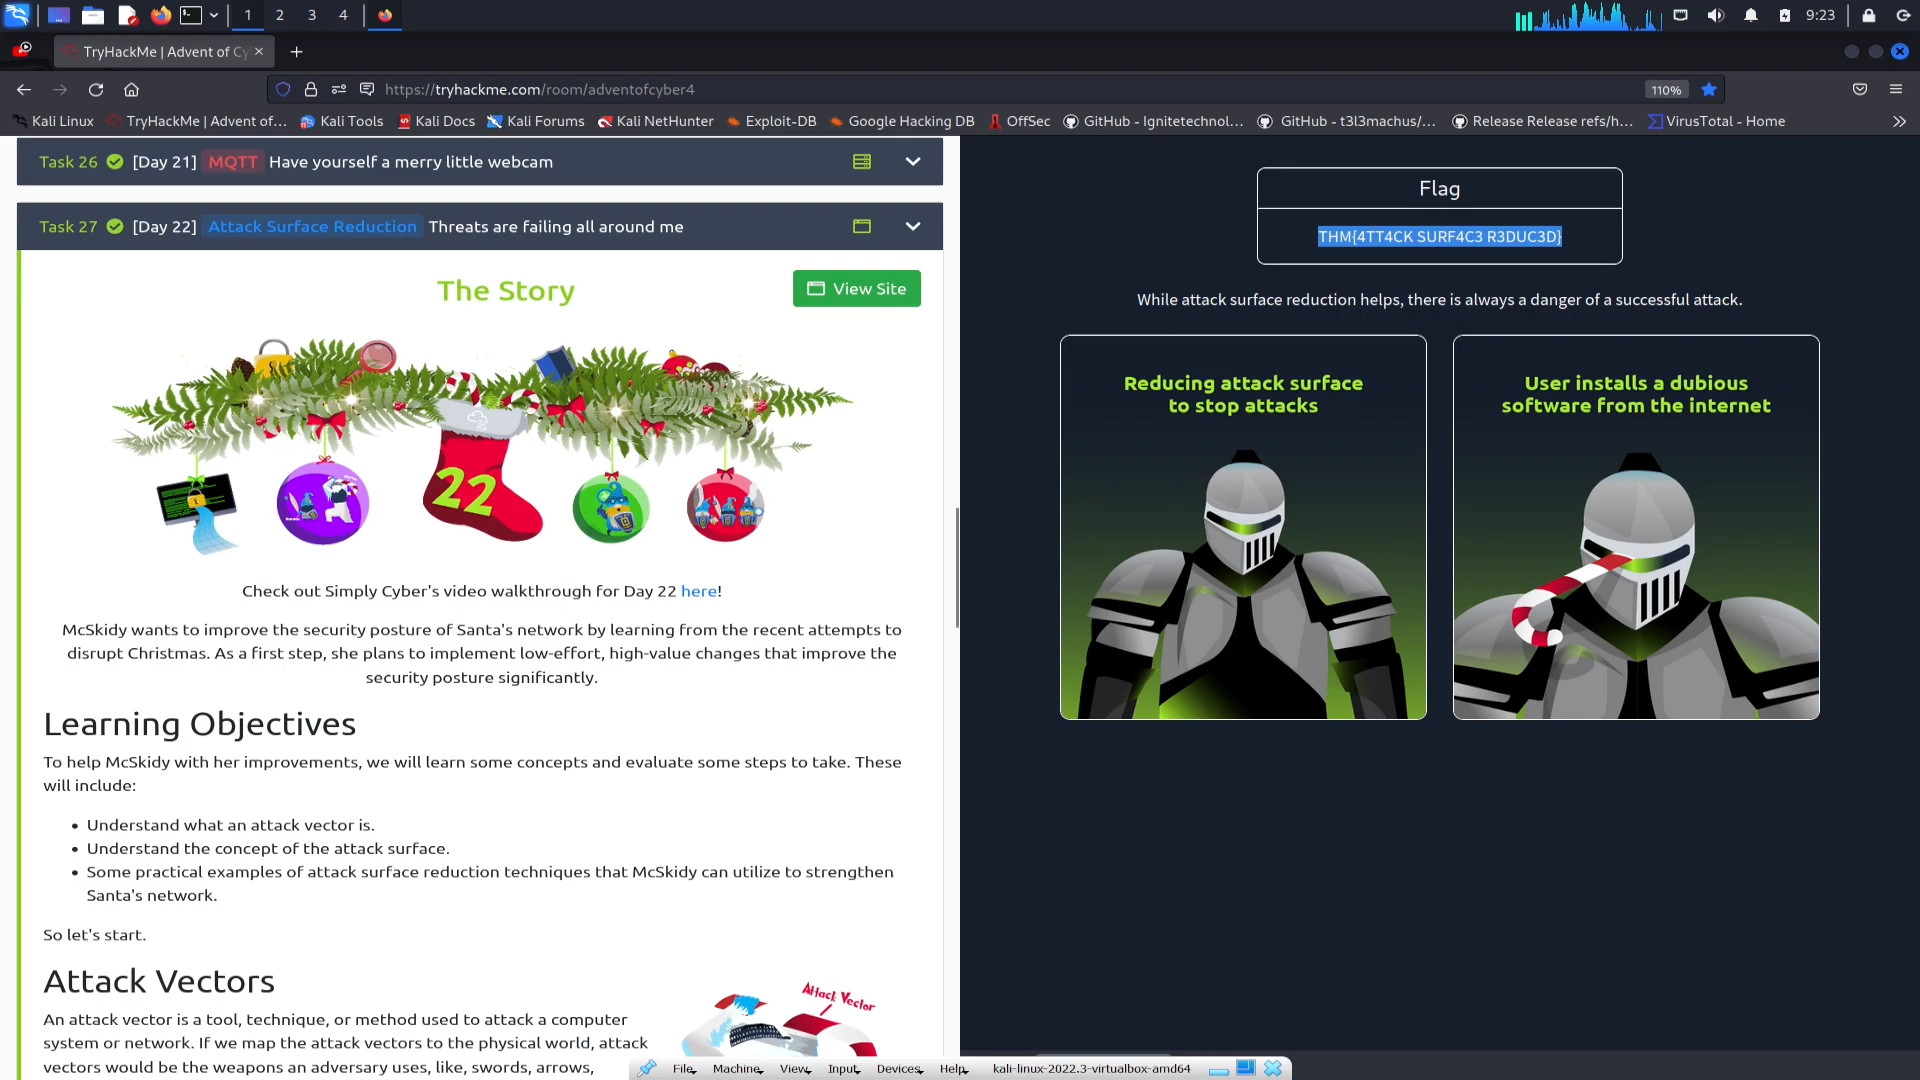 1 2 3 4
9:23
TryHackMe | Advent of Cy
https://tryhackme.com/room/adventofcyber4
110%
Kali Linux
TryHackMe | Advent of...
Kali Tools
Kali Docs
Kali Forums
Kali NetHunter
Exploit-DB
Google Hacking DB
OffSec
GitHub - Ignitetechnol...
GitHub - t3l3machus/...
Release Release refs/h...
VirusTotal - Home
Task 26 [Day 21] MQTT Have yourself a merry little webcam
Task 27 [Day 22] Attack Surface Reduction Threats are failing all around me
The Story
View Site
22
Check out Simply Cyber's video walkthrough for Day 22 here!
McSkidy wants to improve the security posture of Santa's network by learning from the recent attempts to
disrupt Christmas. As a first step, she plans to implement low-effort, high-value changes that improve the
security posture significantly.
Learning Objectives
To help McSkidy with her improvements, we will learn some concepts and evaluate some steps to take. These
will include:
Understand what an attack vector is.
Understand the concept of the attack surface.
Some practical examples of attack surface reduction techniques that McSkidy can utilize to strengthen
Santa's network.
So let's start.
Attack Vectors
An attack vector is a tool, technique, or method used to attack a computer
system or network. If we map the attack vectors to the physical world, attack
vectors would be the weapons an adversary uses, like, swords, arrows,
Attack Vector
Flag
THM{4TT4CK SURF4C3 R3DUC3D}
While attack surface reduction helps, there is always a danger of a successful attack.
Reducing attack surface
to stop attacks
User installs a dubious
software from the internet
File Machine View Input Devices Help kali-linux-2022.3-virtualbox-amd64